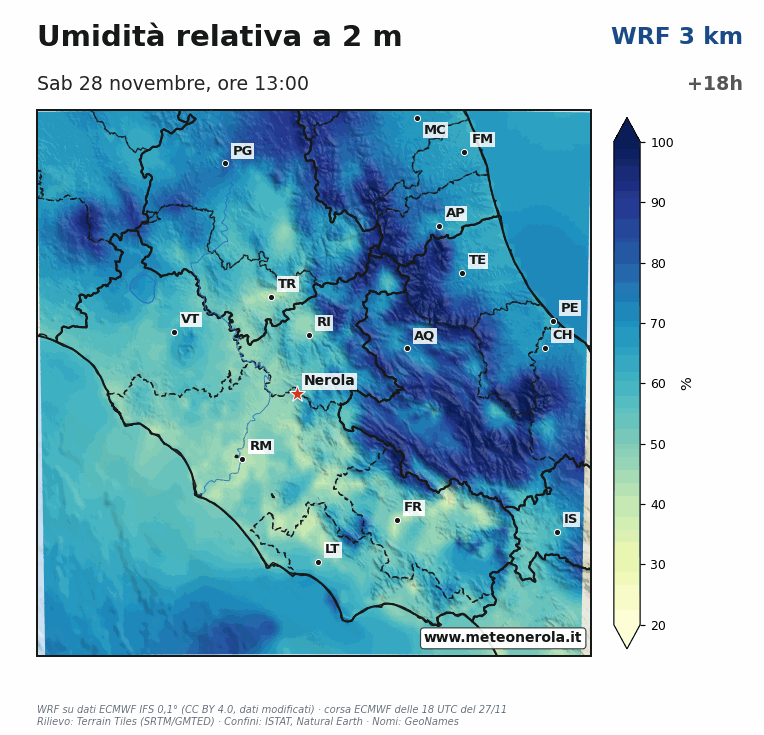 Umidità relativa a 2 m
WRF 3 km
Sab 28 novembre, ore 13:00
+18h
MC
FM
PG
AP
TE
TR
PE
VT
RI
CH
AQ
Nerola
RM
FR
IS
LT
www.meteonerola.it
100
90
80
70
60
50
40
30
20
%
WRF su dati ECMWF IFS 0,1° (CC BY 4.0, dati modificati) · corsa ECMWF delle 18 UTC del 27/11
Rilievo: Terrain Tiles (SRTM/GMTED) · Confini: ISTAT, Natural Earth · Nomi: GeoNames